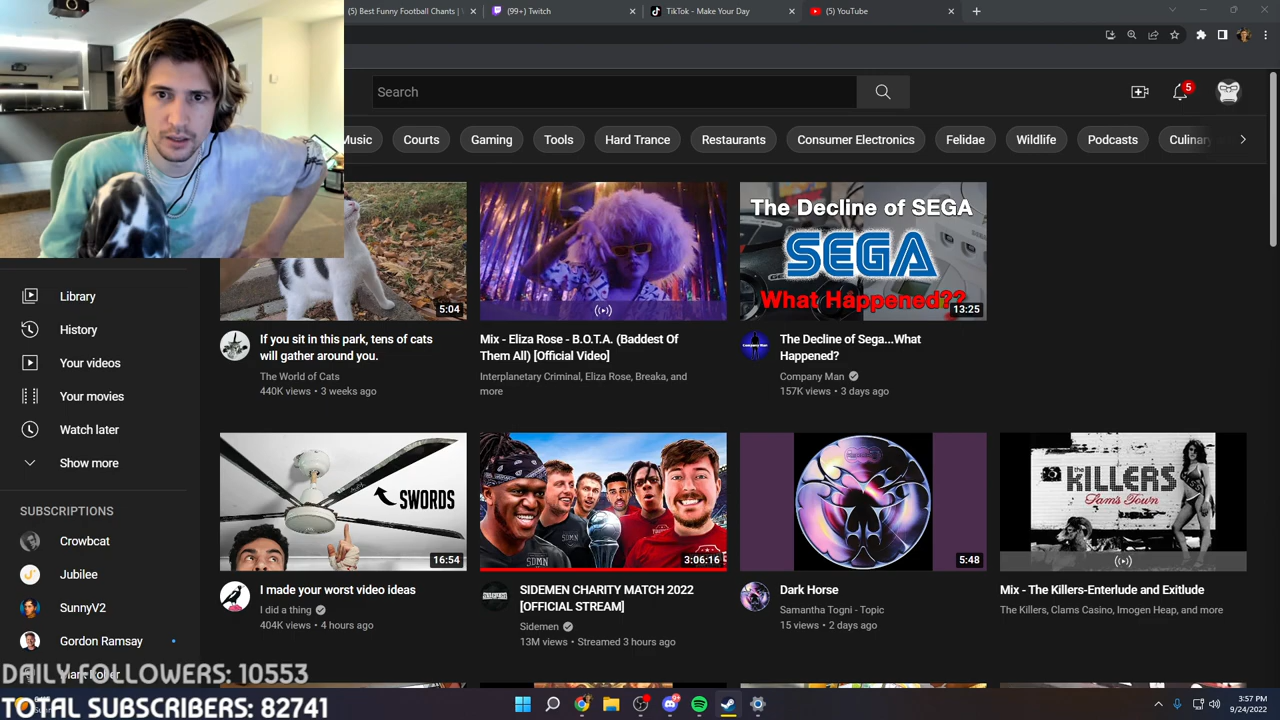 (5) Best Funny Football Chants |
(99+) Twitch
TikTok - Make Your Day
(5) YouTube
Search
5
Music
Courts
Gaming
Tools
Hard Trance
Restaurants
Consumer Electronics
Felidae
Wildlife
Podcasts
Culinar
5:04
The Decline of SEGA
SEGA
What Happened??
13:25
If you sit in this park, tens of cats
will gather around you.
The World of Cats
440K views • 3 weeks ago
Mix - Eliza Rose - B.O.T.A. (Baddest Of
Them All) [Official Video]
Interplanetary Criminal, Eliza Rose, Breaka, and
more
Company Man
The Decline of Sega...What
Happened?
Company Man
157K views • 3 days ago
Library
History
Your videos
Your movies
Watch later
Show more
SUBSCRIPTIONS
Crowbcat
Jubilee
SunnyV2
Gordon Ramsay
SWORDS
16:54
SDMN
SDMN
3:06:16
5:48
THE KILLERS
Sam's Town
I made your worst video ideas
I did a thing
404K views • 4 hours ago
SIDEMEN CHARITY MATCH 2022
[OFFICIAL STREAM]
Sidemen
13M views • Streamed 3 hours ago
Dark Horse
Samantha Togni - Topic
15 views • 2 days ago
Mix - The Killers-Enterlude and Exitlude
The Killers, Clams Casino, Imogen Heap, and more
DAILY FOLLOWERS: 10553
TOTAL SUBSCRIBERS: 82741
9+
3:57 PM
9/24/2022